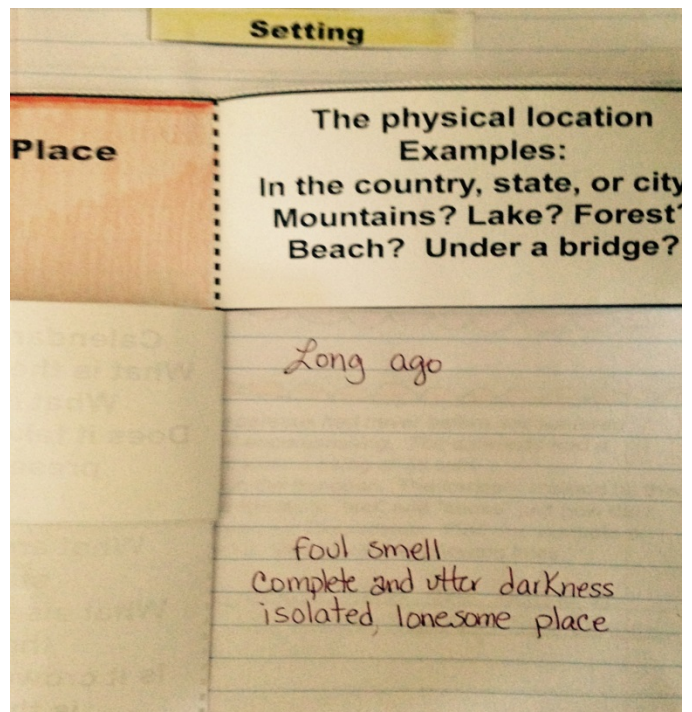 Setting
Place
The physical location
Examples:
In the country, state, or city
Mountains? Lake? Forest?
Beach? Under a bridge?
Long ago
foul smell
Complete and utter darkness
isolated, lonesome place